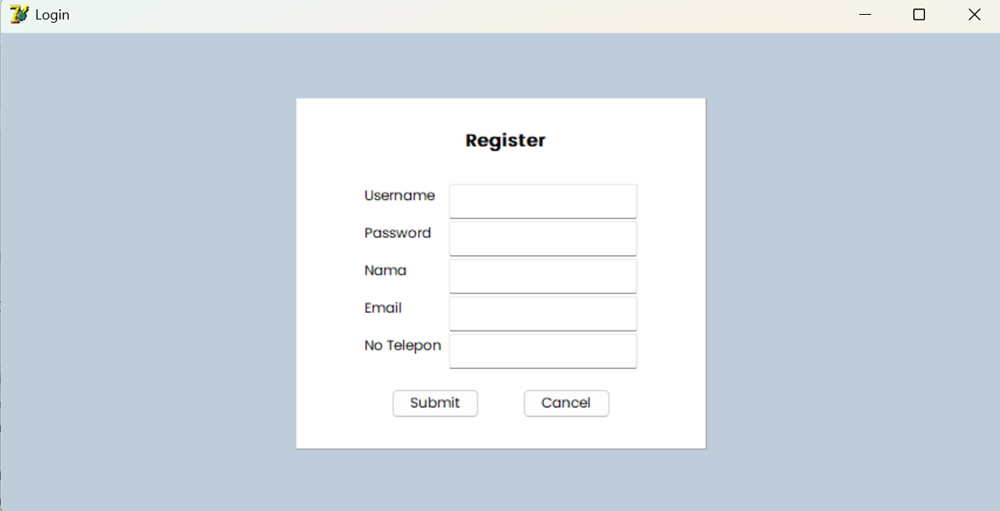 Login
Register
Username
Password
Nama
Email
No Telepon
Submit Cancel